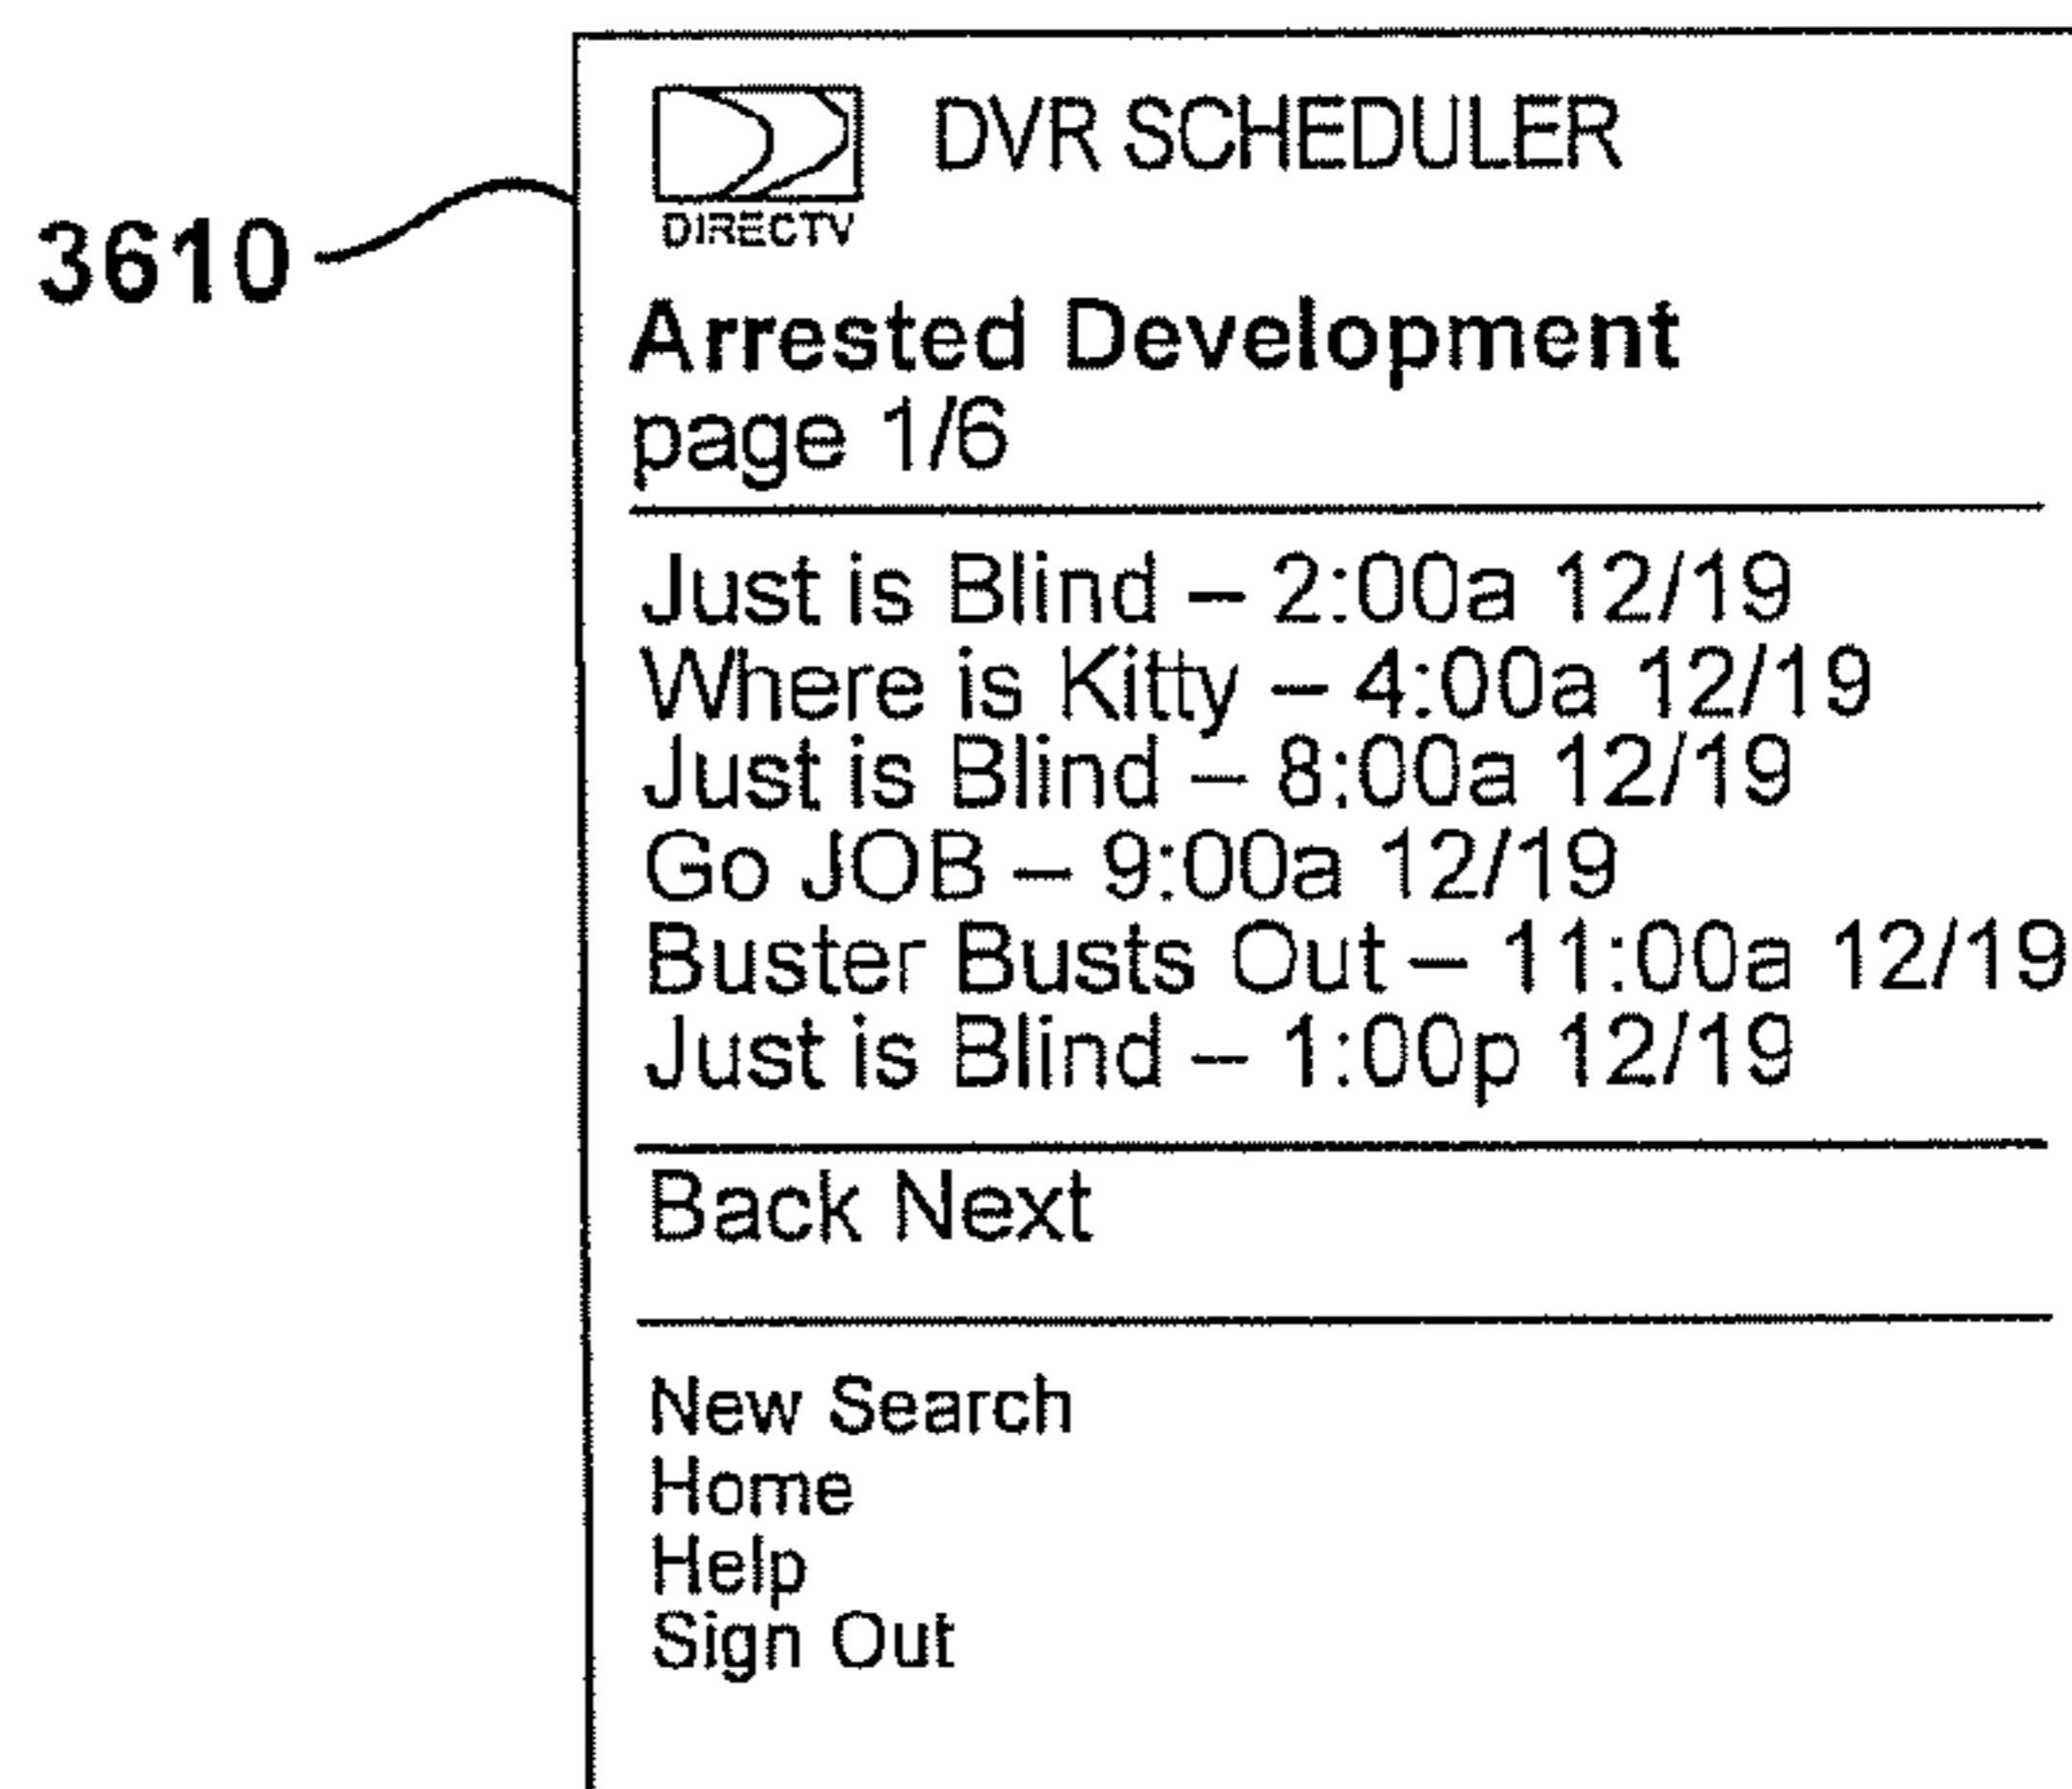 DVR SCHEDULER
DIRECTV
3610
Arrested Development
page 1/6
Just is Blind – 2:00a 12/19
Where is Kitty – 4:00a 12/19
Just is Blind – 8:00a 12/19
Go JOB – 9:00a 12/19
Buster Busts Out – 11:00a 12/19
Just is Blind – 1:00p 12/19
Back Next
New Search
Home
Help
Sign Out